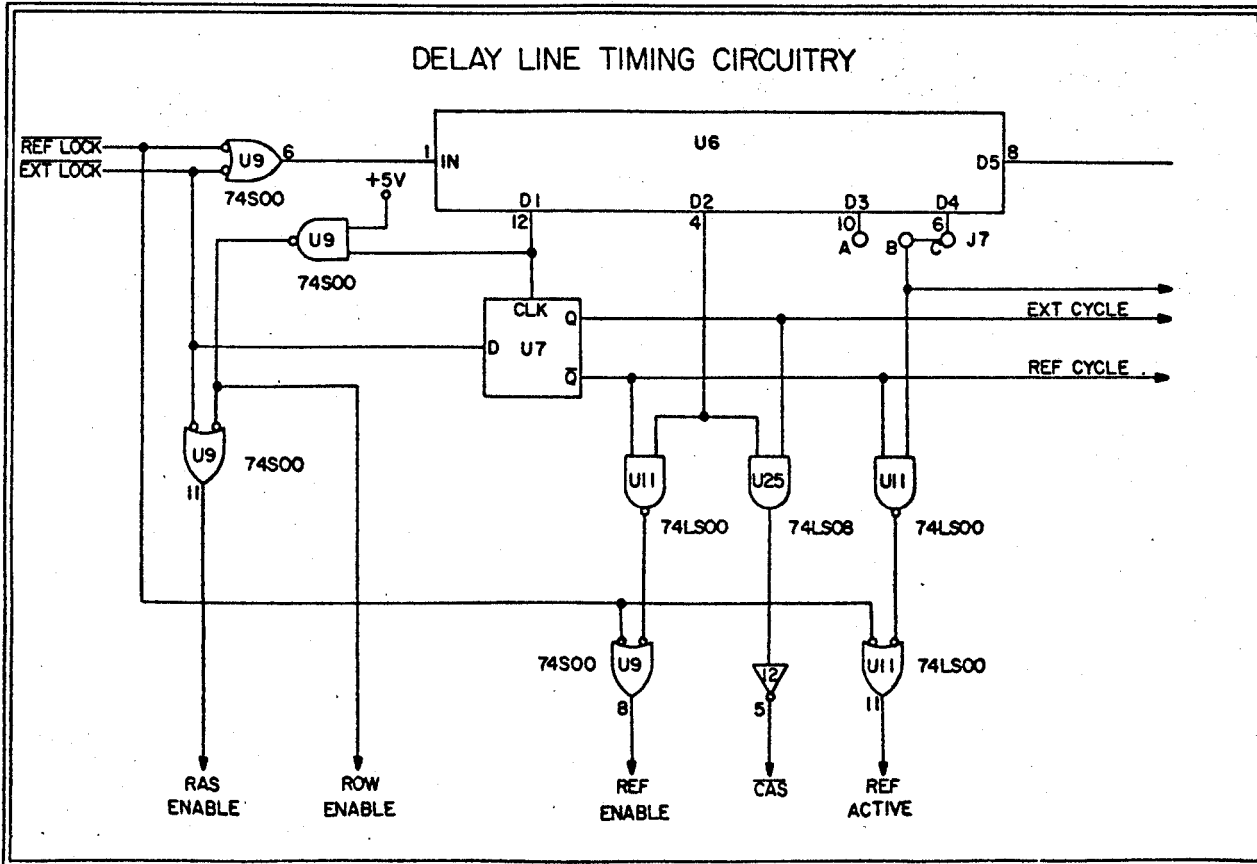 DELAY LINE TIMING CIRCUITRY
REF LOCK
EXT LOCK
U9
6
74S00
1
IN
U6
D5
8
+5V
D1
12
D2
4
D3
10
D4
6
A
B
C
J7
U9
74S00
CLK
Q
D
U7
Q
EXT CYCLE
REF CYCLE
U9
74S00
11
U11
74LS00
U25
74LS08
U11
74LS00
74S00
U9
8
12
5
U11
74LS00
11
RAS
ENABLE
ROW
ENABLE
REF
ENABLE
CAS
REF
ACTIVE